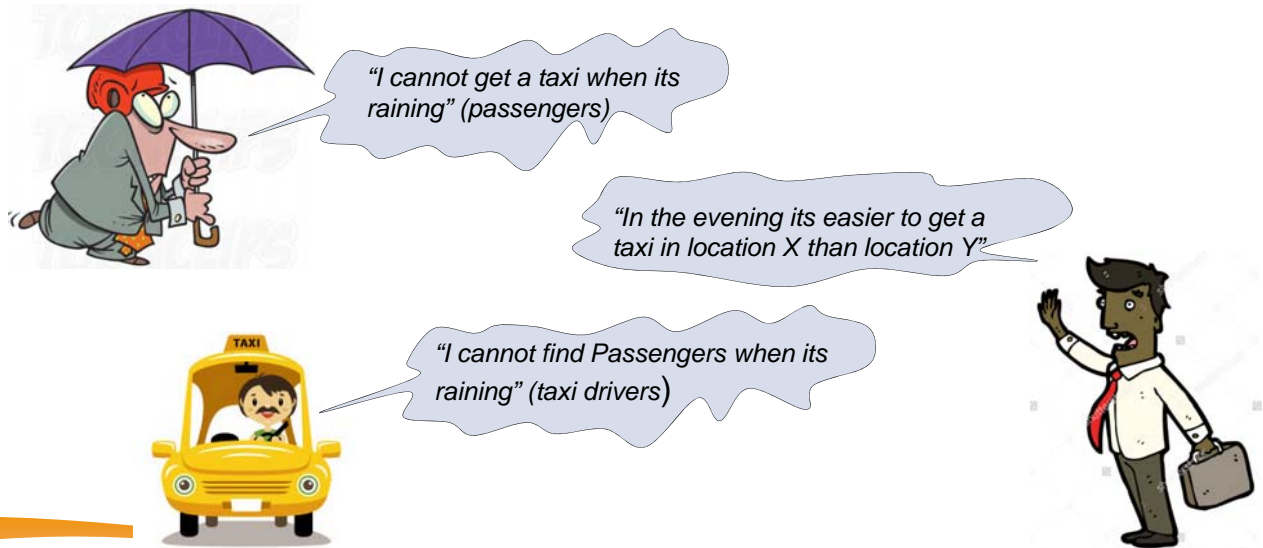 “I cannot get a taxi when its
raining” (passengers)
“In the evening its easier to get a
taxi in location X than location Y”
TAXI
“I cannot find Passengers when its
raining” (taxi drivers)